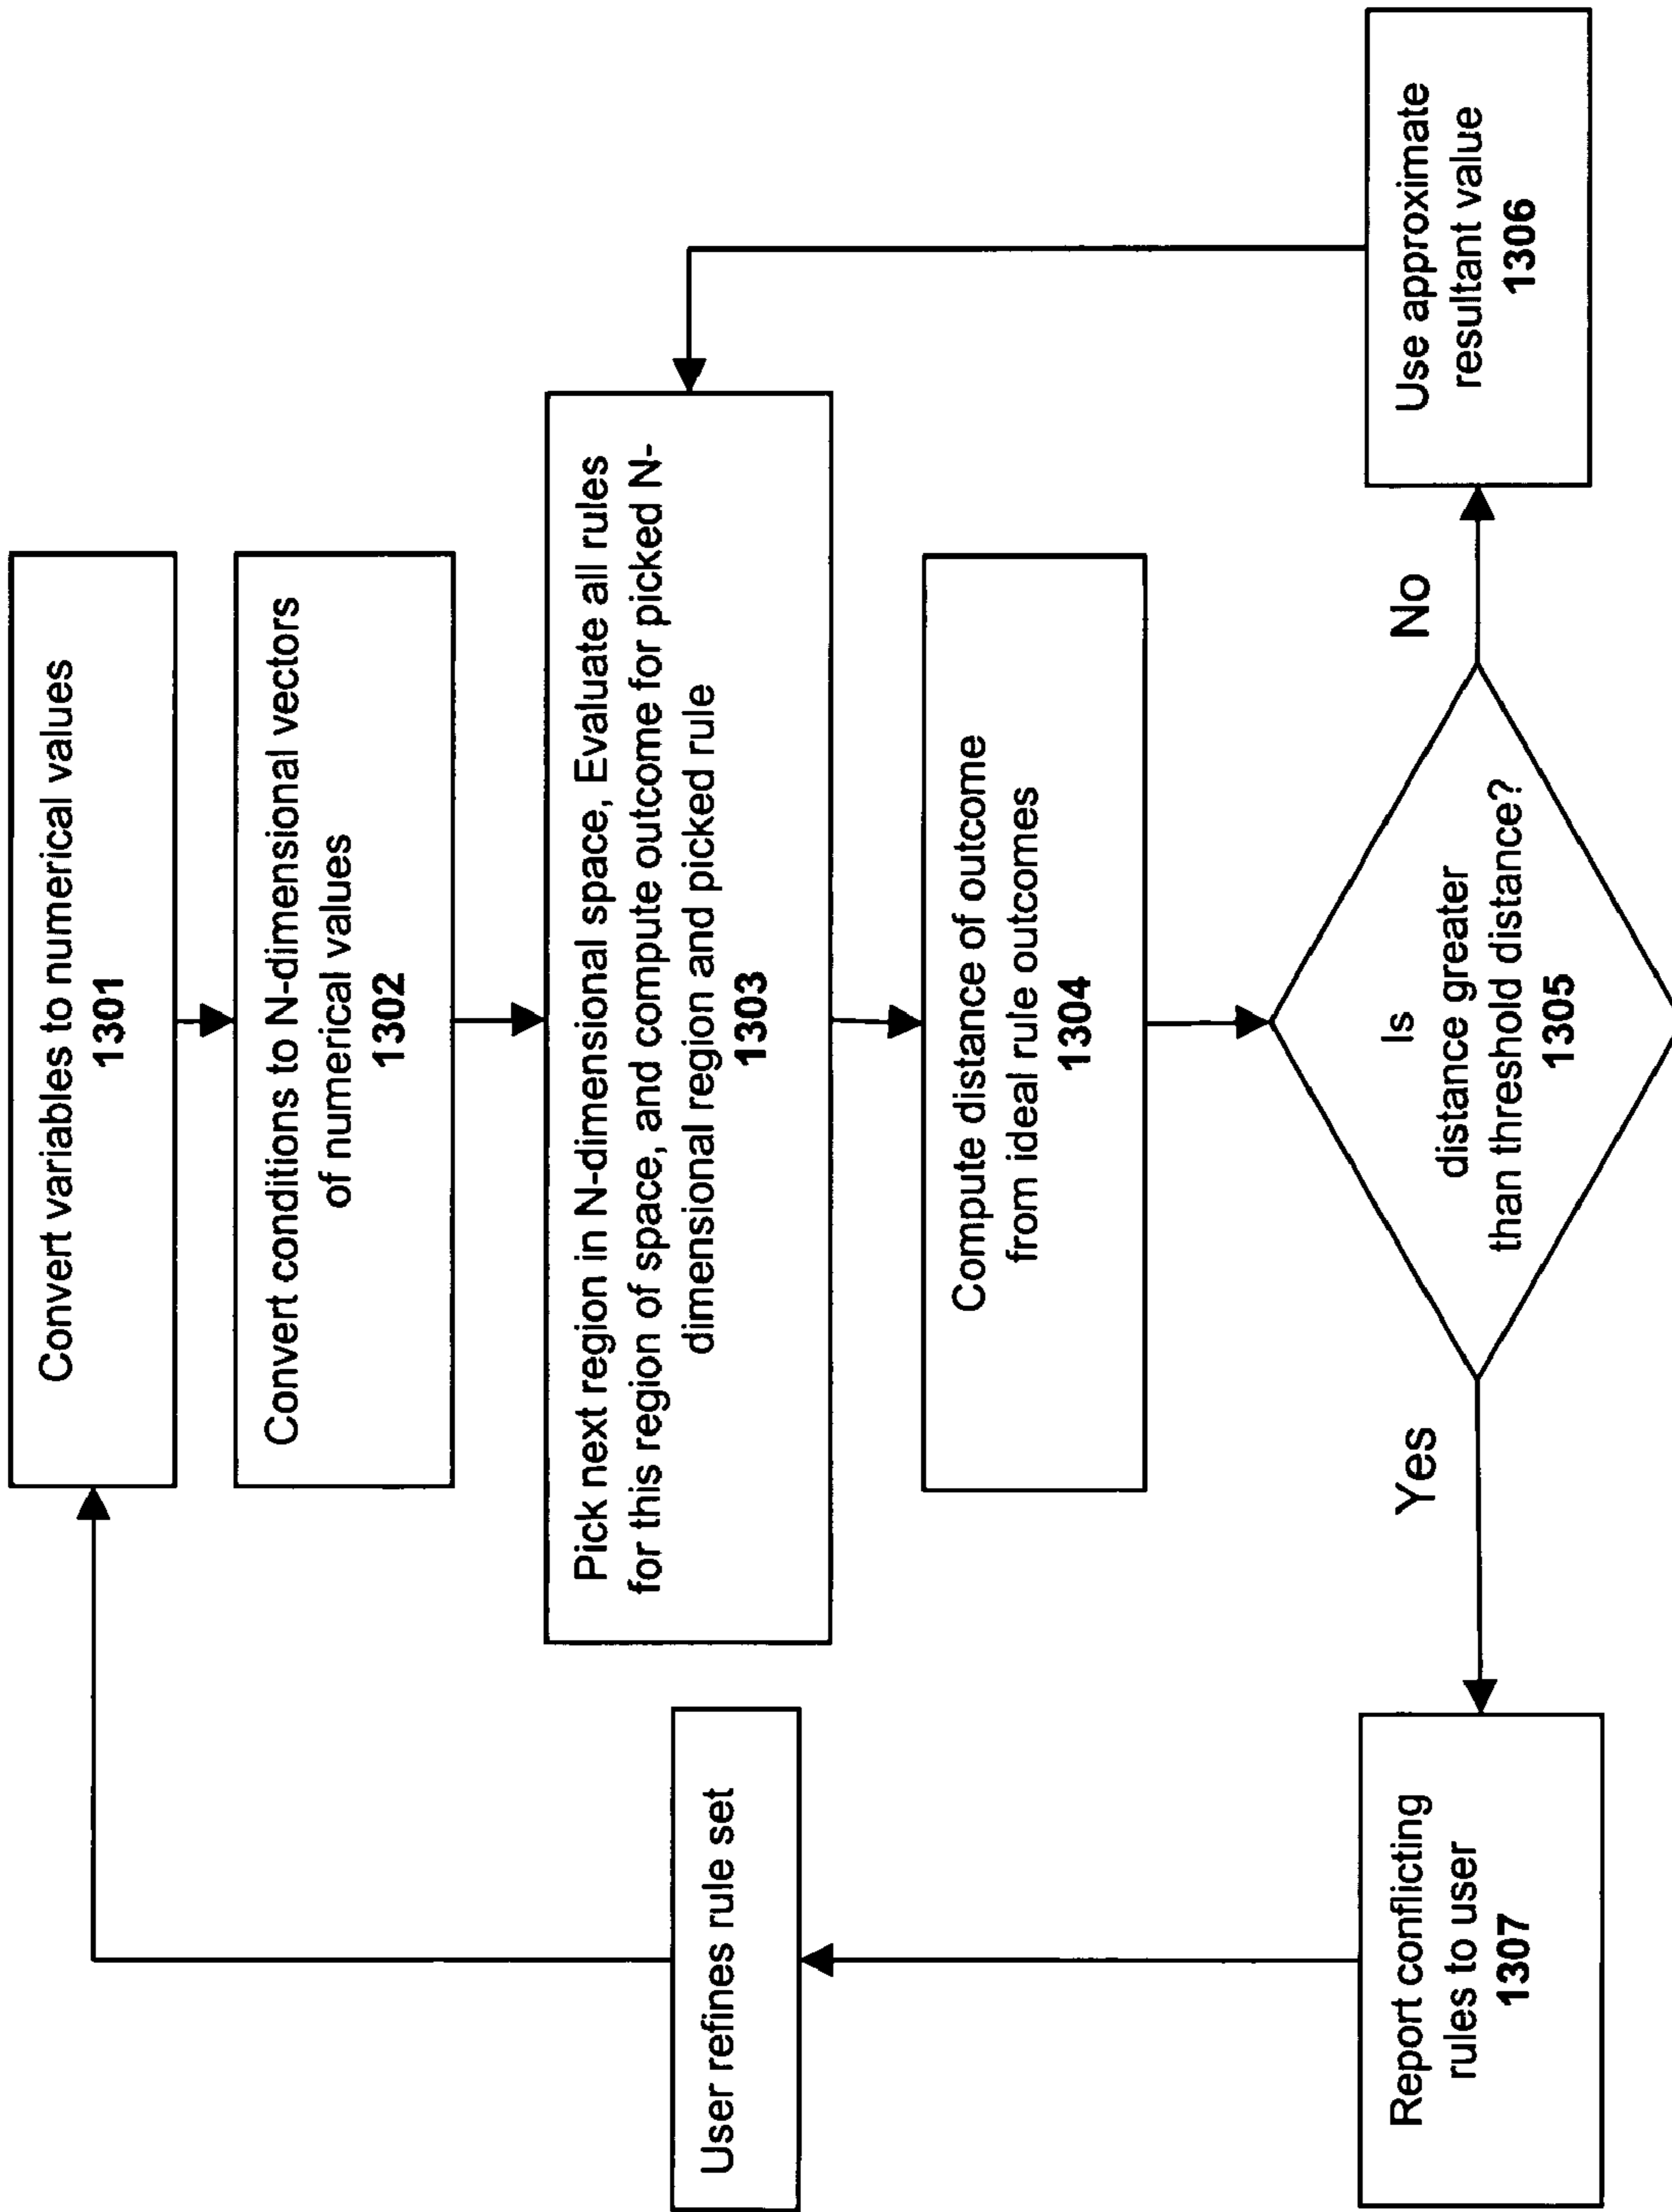 Convert variables to numerical values
1301
Convert conditions to N-dimensional vectors
of numerical values
1302
Pick next region in N-dimensional space, Evaluate all rules
for this region of space, and compute outcome for picked N-
dimensional region and picked rule
1303
Compute distance of outcome
from ideal rule outcomes
1304
Is
distance greater
than threshold distance?
1305
Yes
No
Use approximate
resultant value
1306
Report conflicting
rules to user
1307
User refines rule set